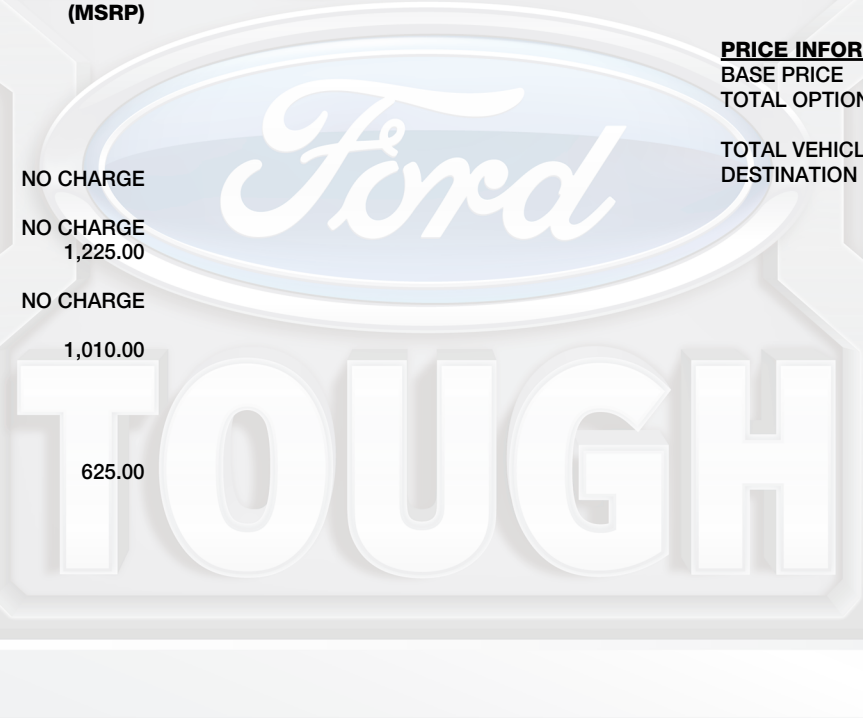 (MSRP)
NO CHARGE
NO CHARGE
1,225.00
NO CHARGE
1,010.00
625.00
PRICE INFOR
BASE PRICE
TOTAL OPTION
TOTAL VEHICL
DESTINATION
Ford
TOUGH